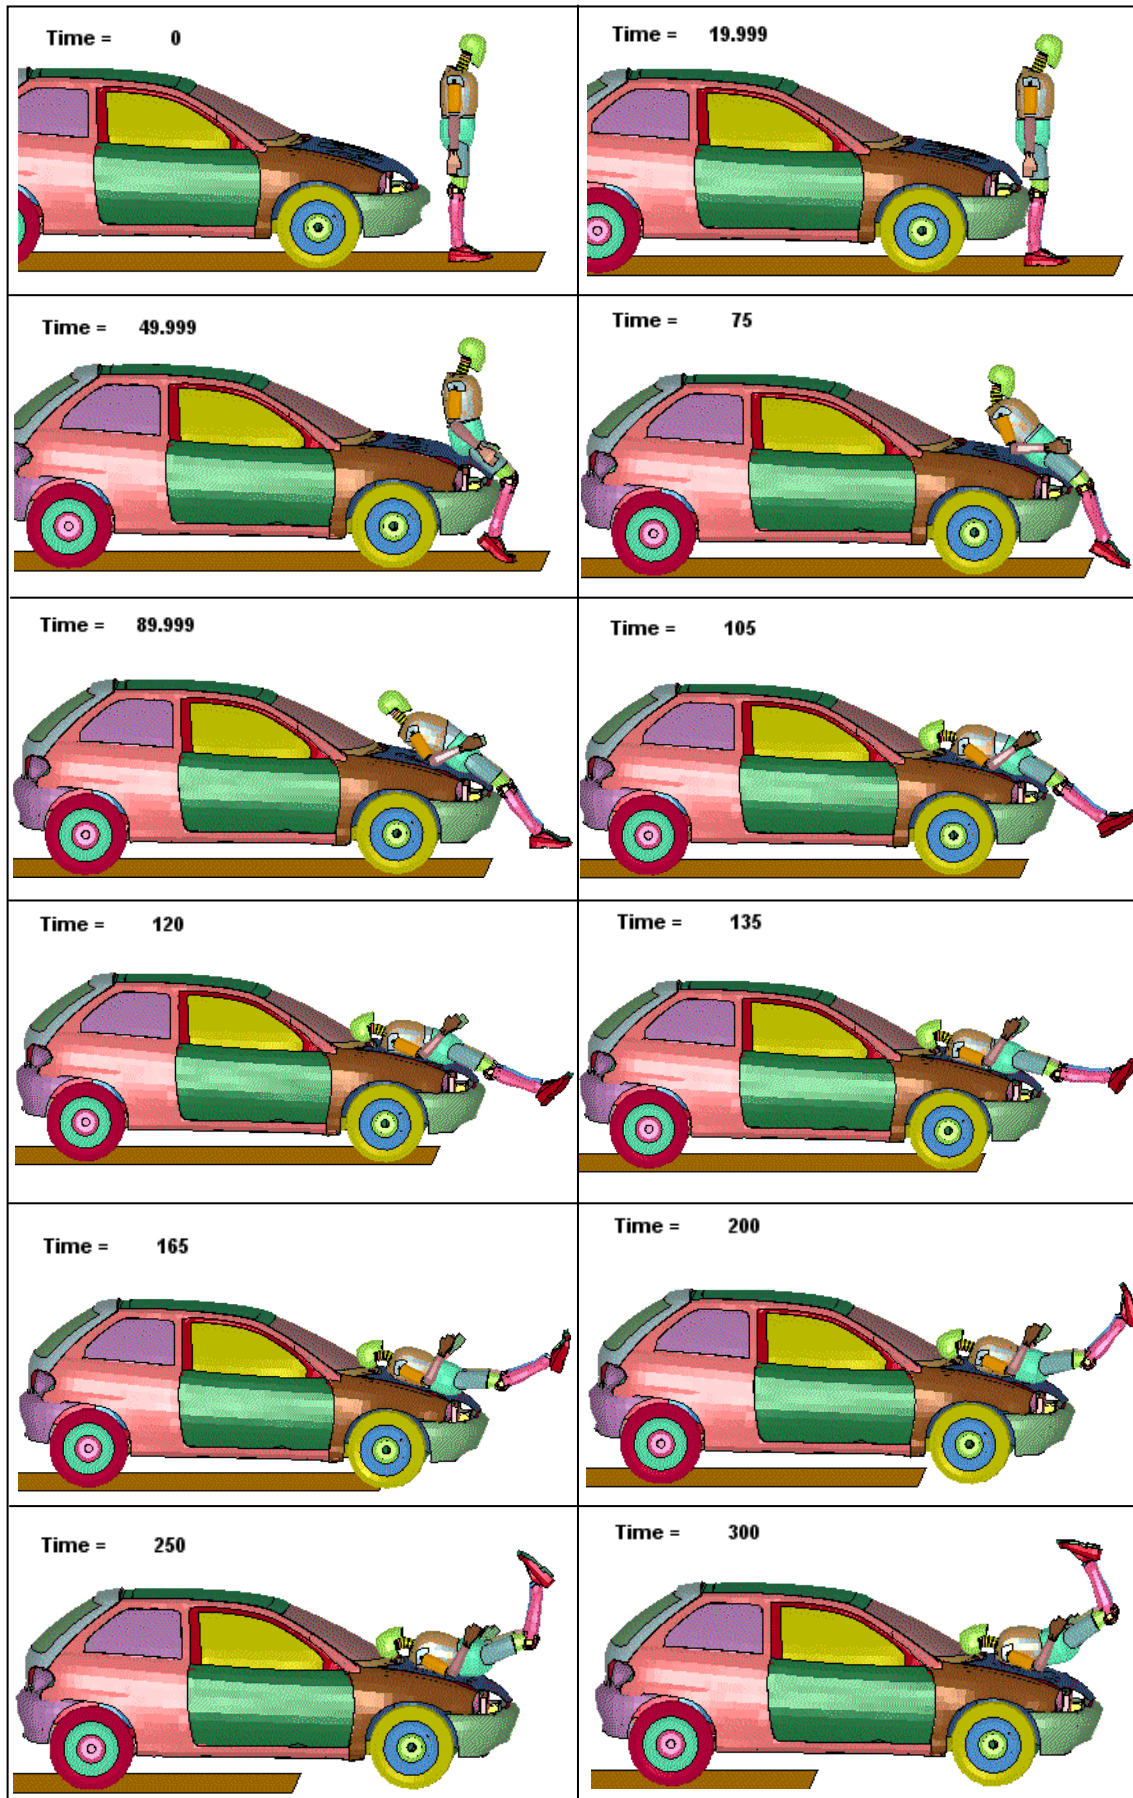 Time = 0
Time = 19.999
Time = 49.999
Time = 75
Time = 89.999
Time = 105
Time = 120
Time = 135
Time = 165
Time = 200
Time = 250
Time = 300